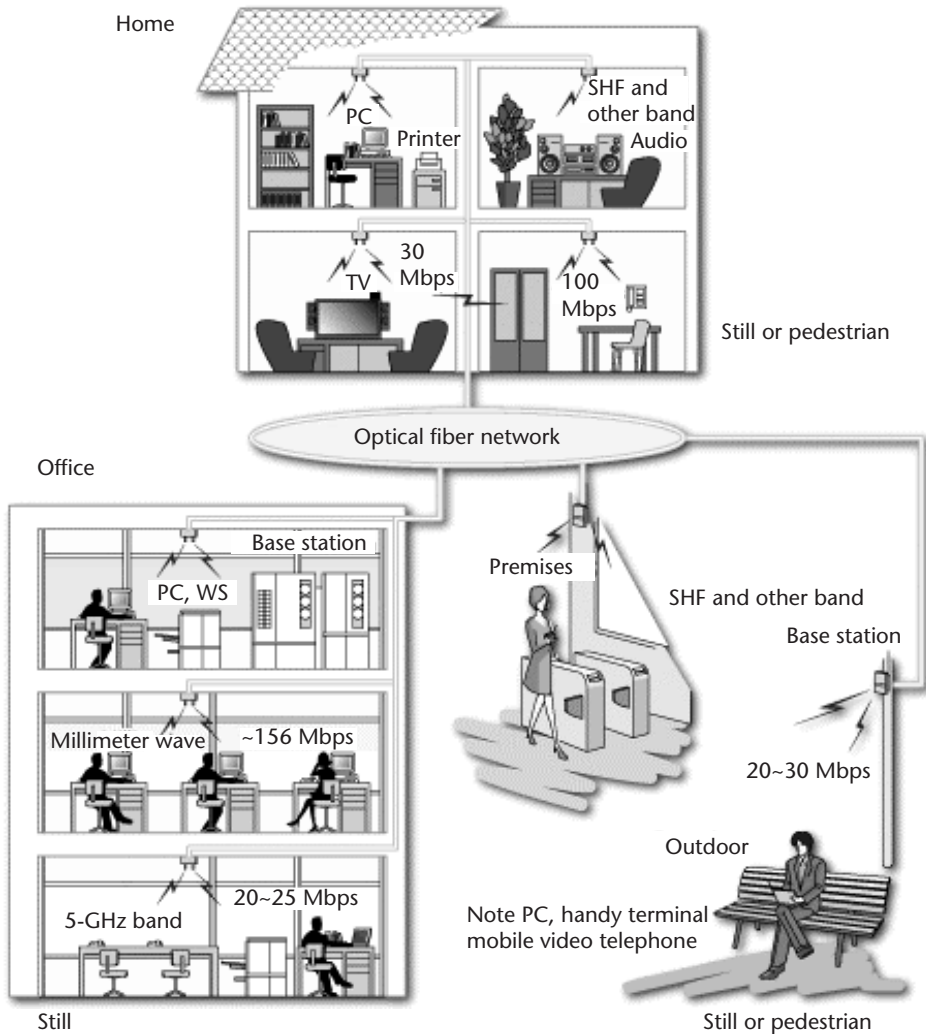 Home
PC
Printer
SHF and
other band
Audio
TV
30
Mbps
100
Mbps
Still or pedestrian
Optical fiber network
Office
Base station
PC, WS
Millimeter wave
~156 Mbps
5-GHz band
20~25 Mbps
Still
Premises
SHF and other band
Base station
20~30 Mbps
Outdoor
Note PC, handy terminal
mobile video telephone
Still or pedestrian